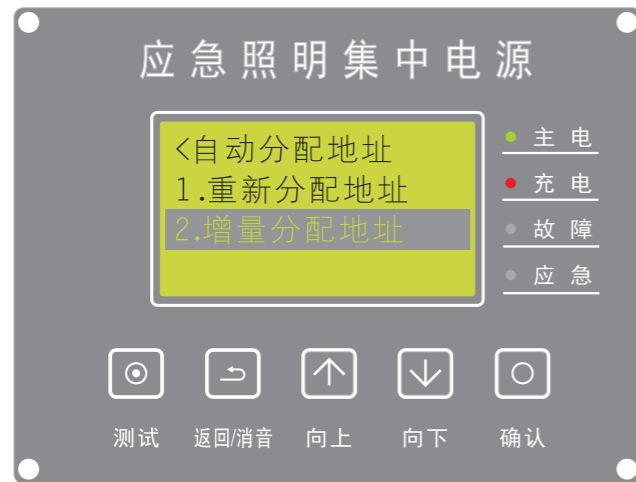 应急照明集中电源
<自动分配地址
1.重新分配地址
2.增量分配地址
主电
充电
故障
应急
测试 返回/消音 向上 向下 确认